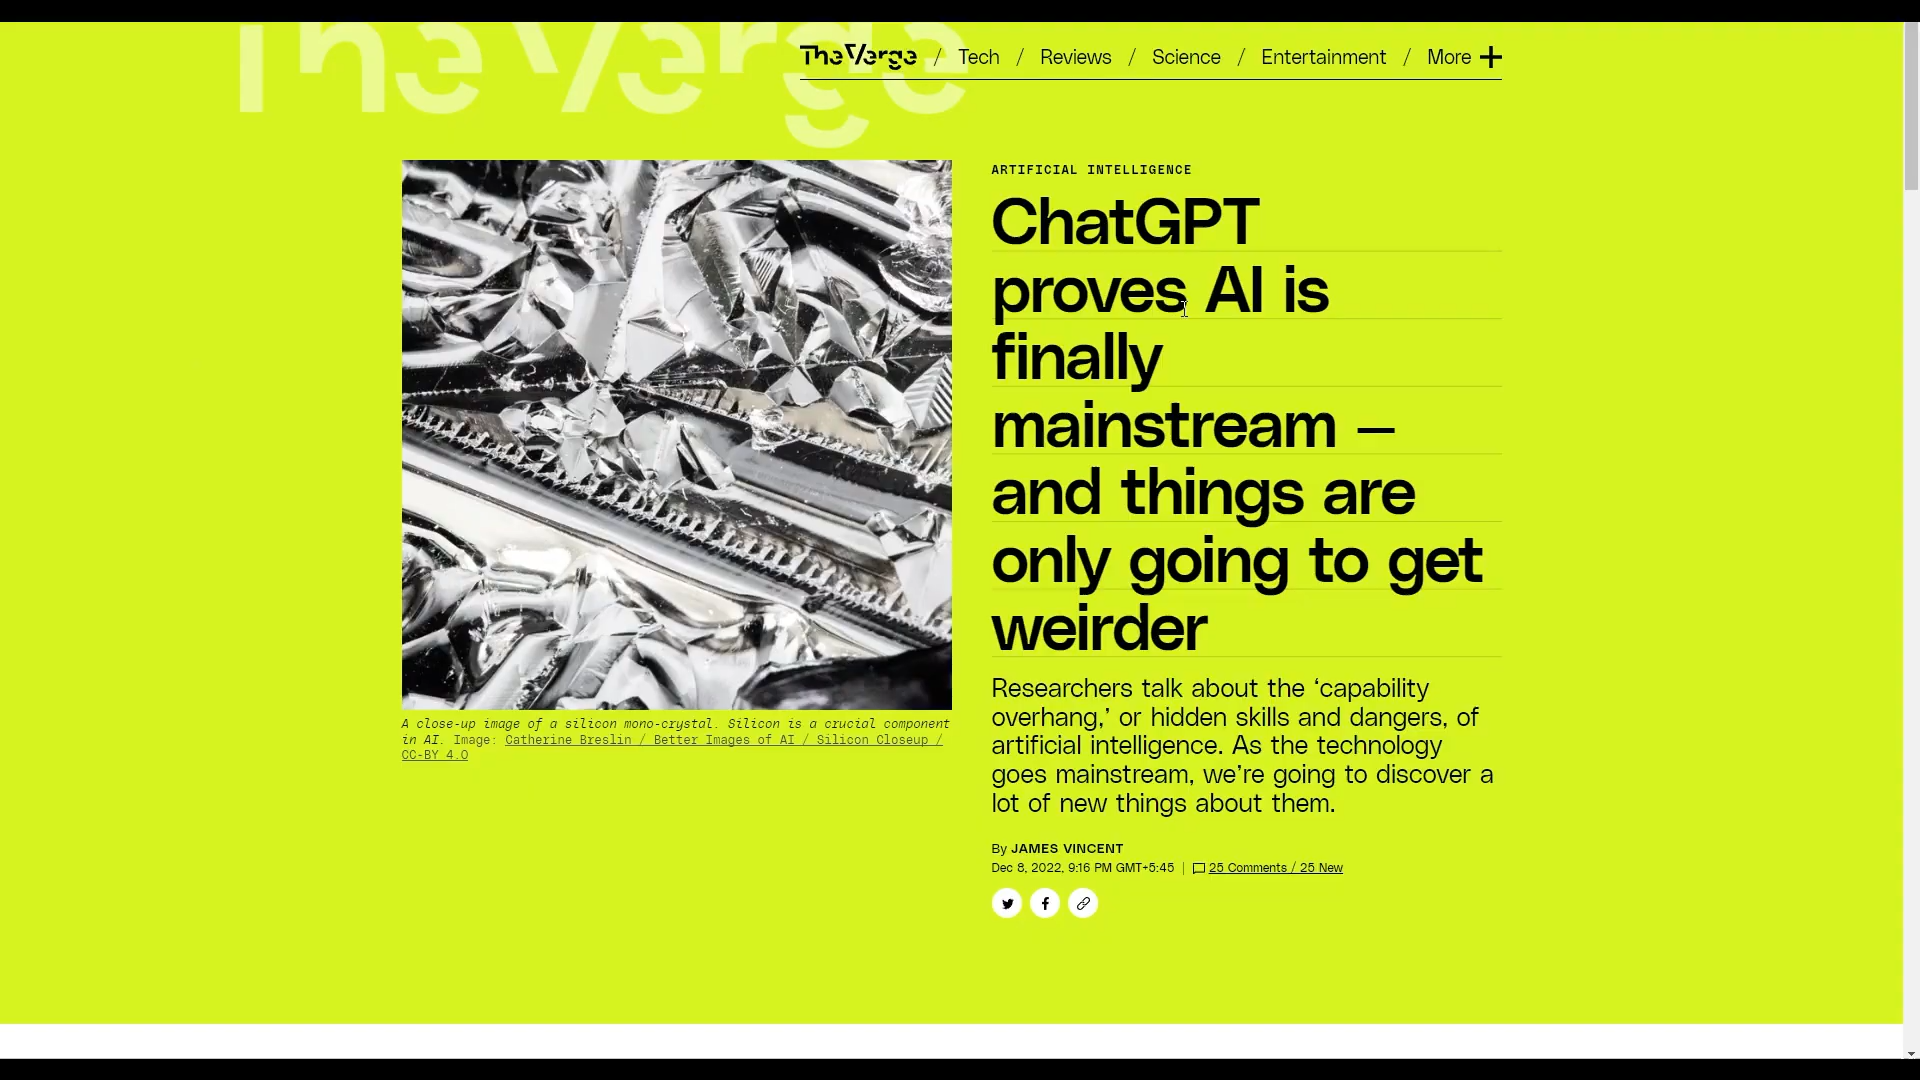 The Verge
The Verge / Tech / Reviews / Science / Entertainment / More +
ARTIFICIAL INTELLIGENCE
ChatGPT
proves AI is
finally
mainstream —
and things are
only going to get
weirder
Researchers talk about the ‘capability
overhang,’ or hidden skills and dangers, of
artificial intelligence. As the technology
goes mainstream, we’re going to discover a
lot of new things about them.
By JAMES VINCENT
Dec 8, 2022, 9:16 PM GMT+5:45 | 25 Comments / 25 New
A close-up image of a silicon mono-crystal. Silicon is a crucial component
in AI. Image: Catherine Breslin / Better Images of AI / Silicon Closeup /
CC-BY 4.0